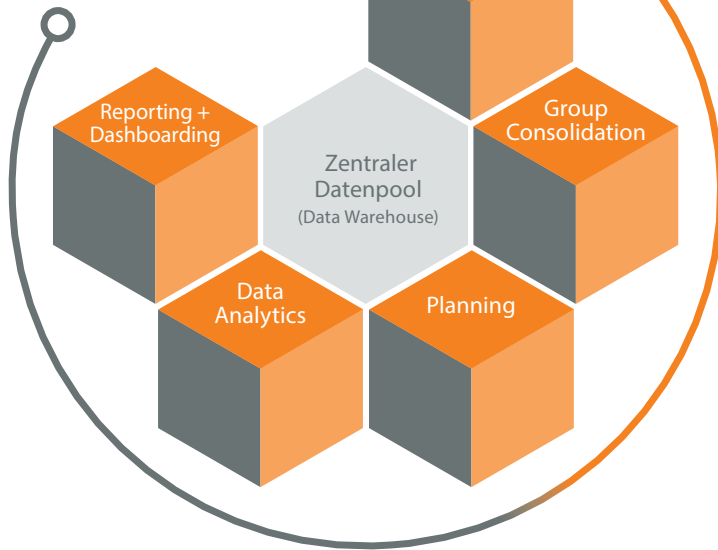 Reporting +
Dashboarding
Group
Consolidation
Zentraler
Datenpool
(Data Warehouse)
Data
Analytics
Planning